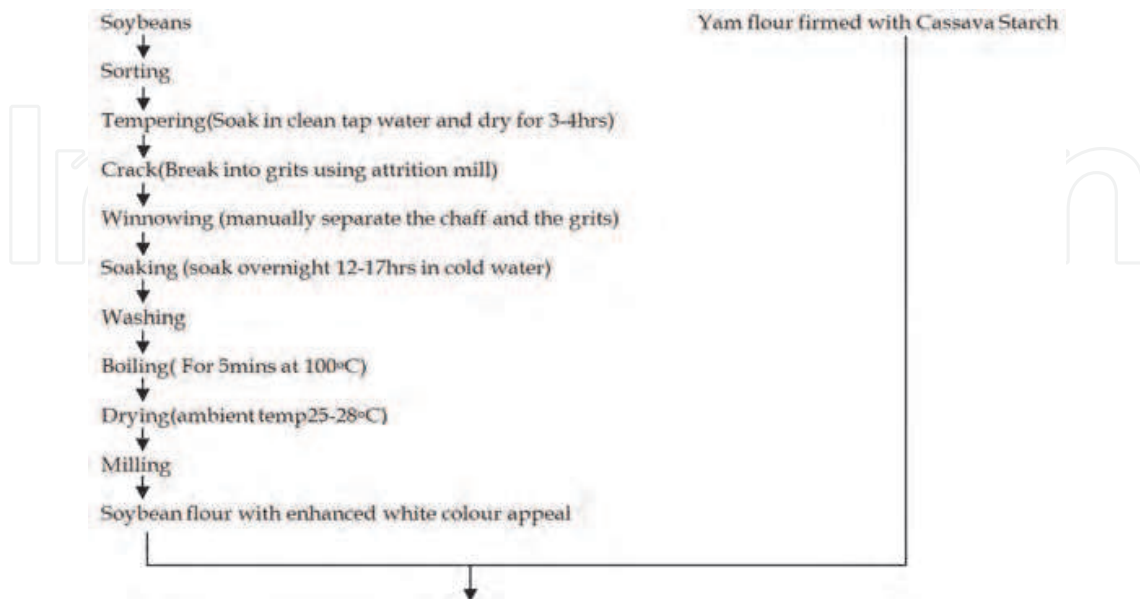 Soybeans
Yam flour firmed with Cassava Starch
Sorting
Tempering(Soak in clean tap water and dry for 3-4hrs)
Crack(Break into grits using attrition mill)
Winnowing (manually separate the chaff and the grits)
Soaking (soak overnight 12-17hrs in cold water)
Washing
Boiling( For 5mins at 100ºC)
Drying(ambient temp25-28ºC)
Milling
Soybean flour with enhanced white colour appeal